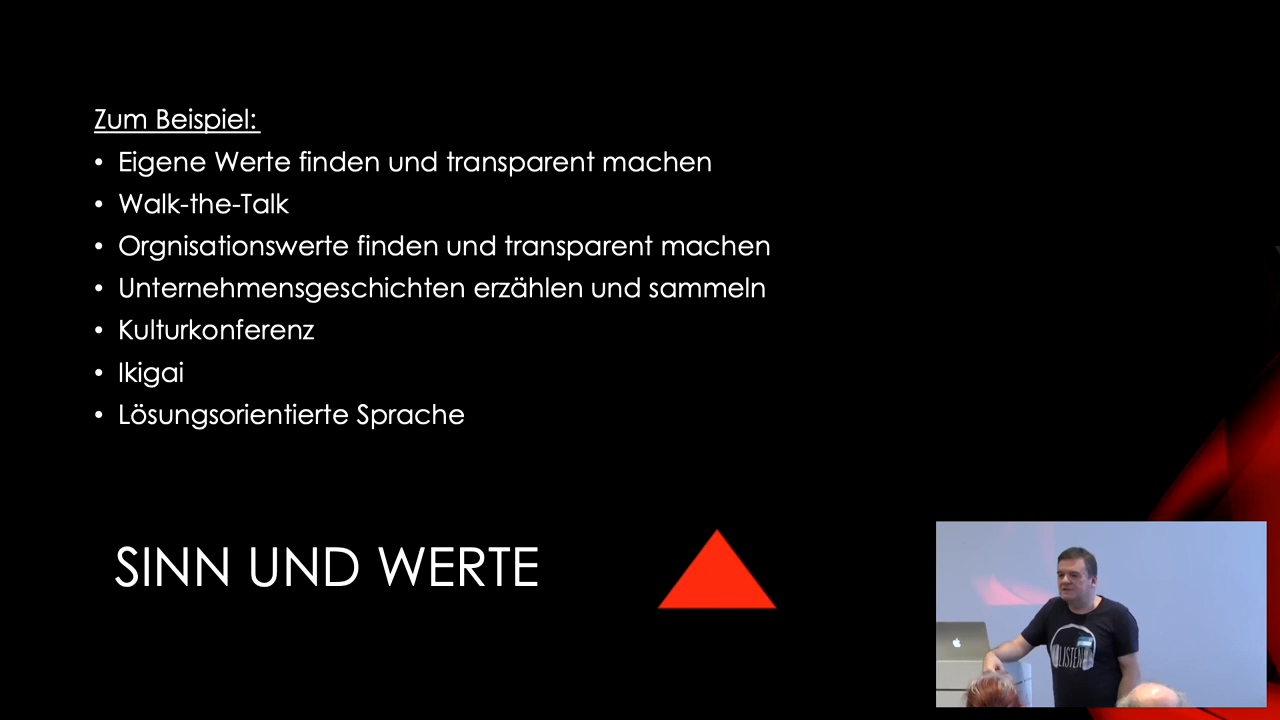 Zum Beispiel:
• Eigene Werte finden und transparent machen
• Walk-the-Talk
• Orgnisationswerte finden und transparent machen
• Unternehmensgeschichten erzählen und sammeln
• Kulturkonferenz
• Ikigai
• Lösungsorientierte Sprache
SINN UND WERTE